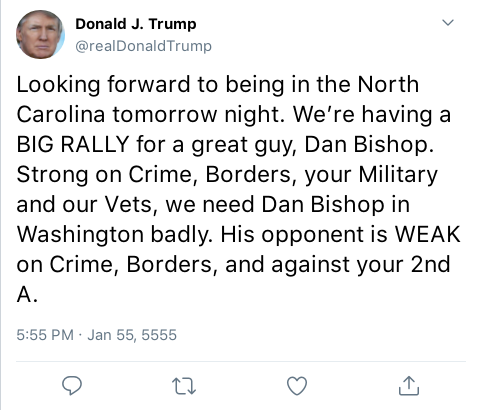 Donald J. Trump
@realDonaldTrump
Looking forward to being in the North
Carolina tomorrow night. We’re having a
BIG RALLY for a great guy, Dan Bishop.
Strong on Crime, Borders, your Military
and our Vets, we need Dan Bishop in
Washington badly. His opponent is WEAK
on Crime, Borders, and against your 2nd
A.
5:55 PM · Jan 55, 5555